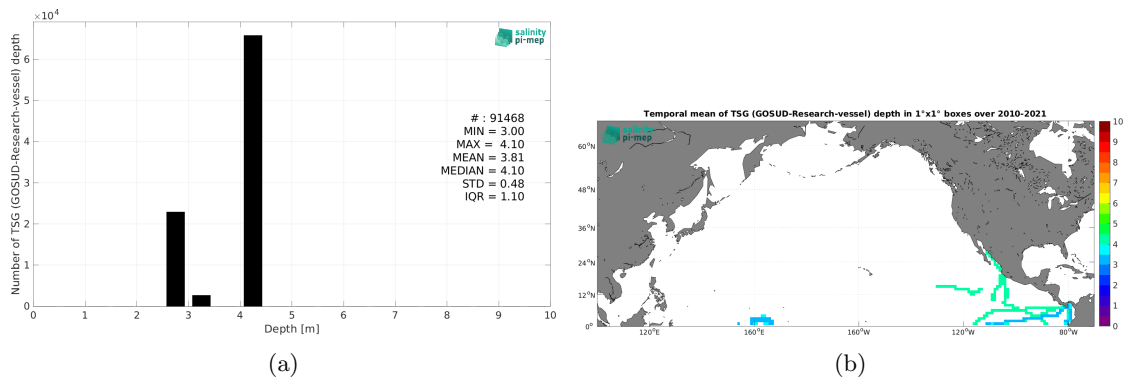 ×10⁴
6
5
4
3
2
1
0
Number of TSG (GOSUD-Research-vessel) depth
salinity
pi-mep
# : 91468
MIN = 3.00
MAX = 4.10
MEAN = 3.81
MEDIAN = 4.10
STD = 0.48
IQR = 1.10
0 1 2 3 4 5 6 7 8 9 10
Depth [m]
(a)
Temporal mean of TSG (GOSUD-Research-vessel) depth in 1°x1° boxes over 2010-2021
salinity
pi-mep
60°N
48°N
36°N
24°N
12°N
0°
120°E 160°E 160°W 120°W 80°W
10
9
8
7
6
5
4
3
2
1
0
(b)